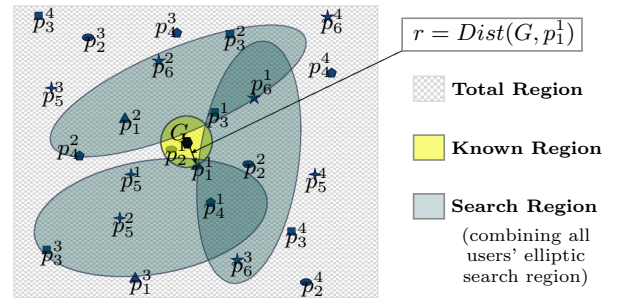 p_3^4
p_2^3
p_4^3
p_3^2
p_6^4
r = Dist(G, p_1^1)
p_6^2
p_6^1
p_4^4
p_5^3
Total Region
p_1^2
p_3^1
G
p_4^2
p_2^1
p_1^1
p_2^2
Known Region
p_5^1
p_5^4
p_5^2
p_4^1
Search Region
p_3^3
p_3^4
(combining all
users' elliptic
search region)
p_1^3
p_6^3
p_2^4